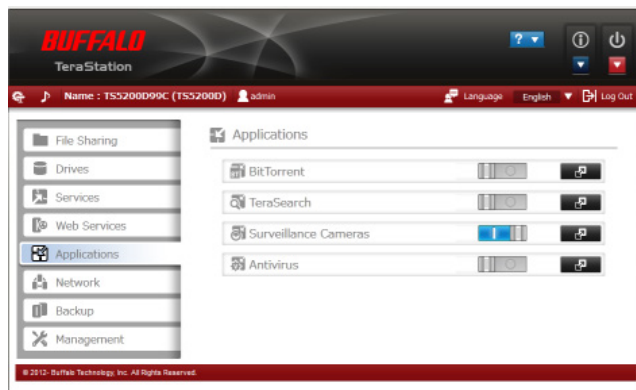 BUFFALO
TeraStation
?
Name : TS5200D99C (TS5200D) admin Language English Log Out
File Sharing
Drives
Services
Web Services
Applications
Network
Backup
Management
Applications
BitTorrent
TeraSearch
Surveillance Cameras
Antivirus
© 2012- Buffalo Technology, Inc. All Rights Reserved.